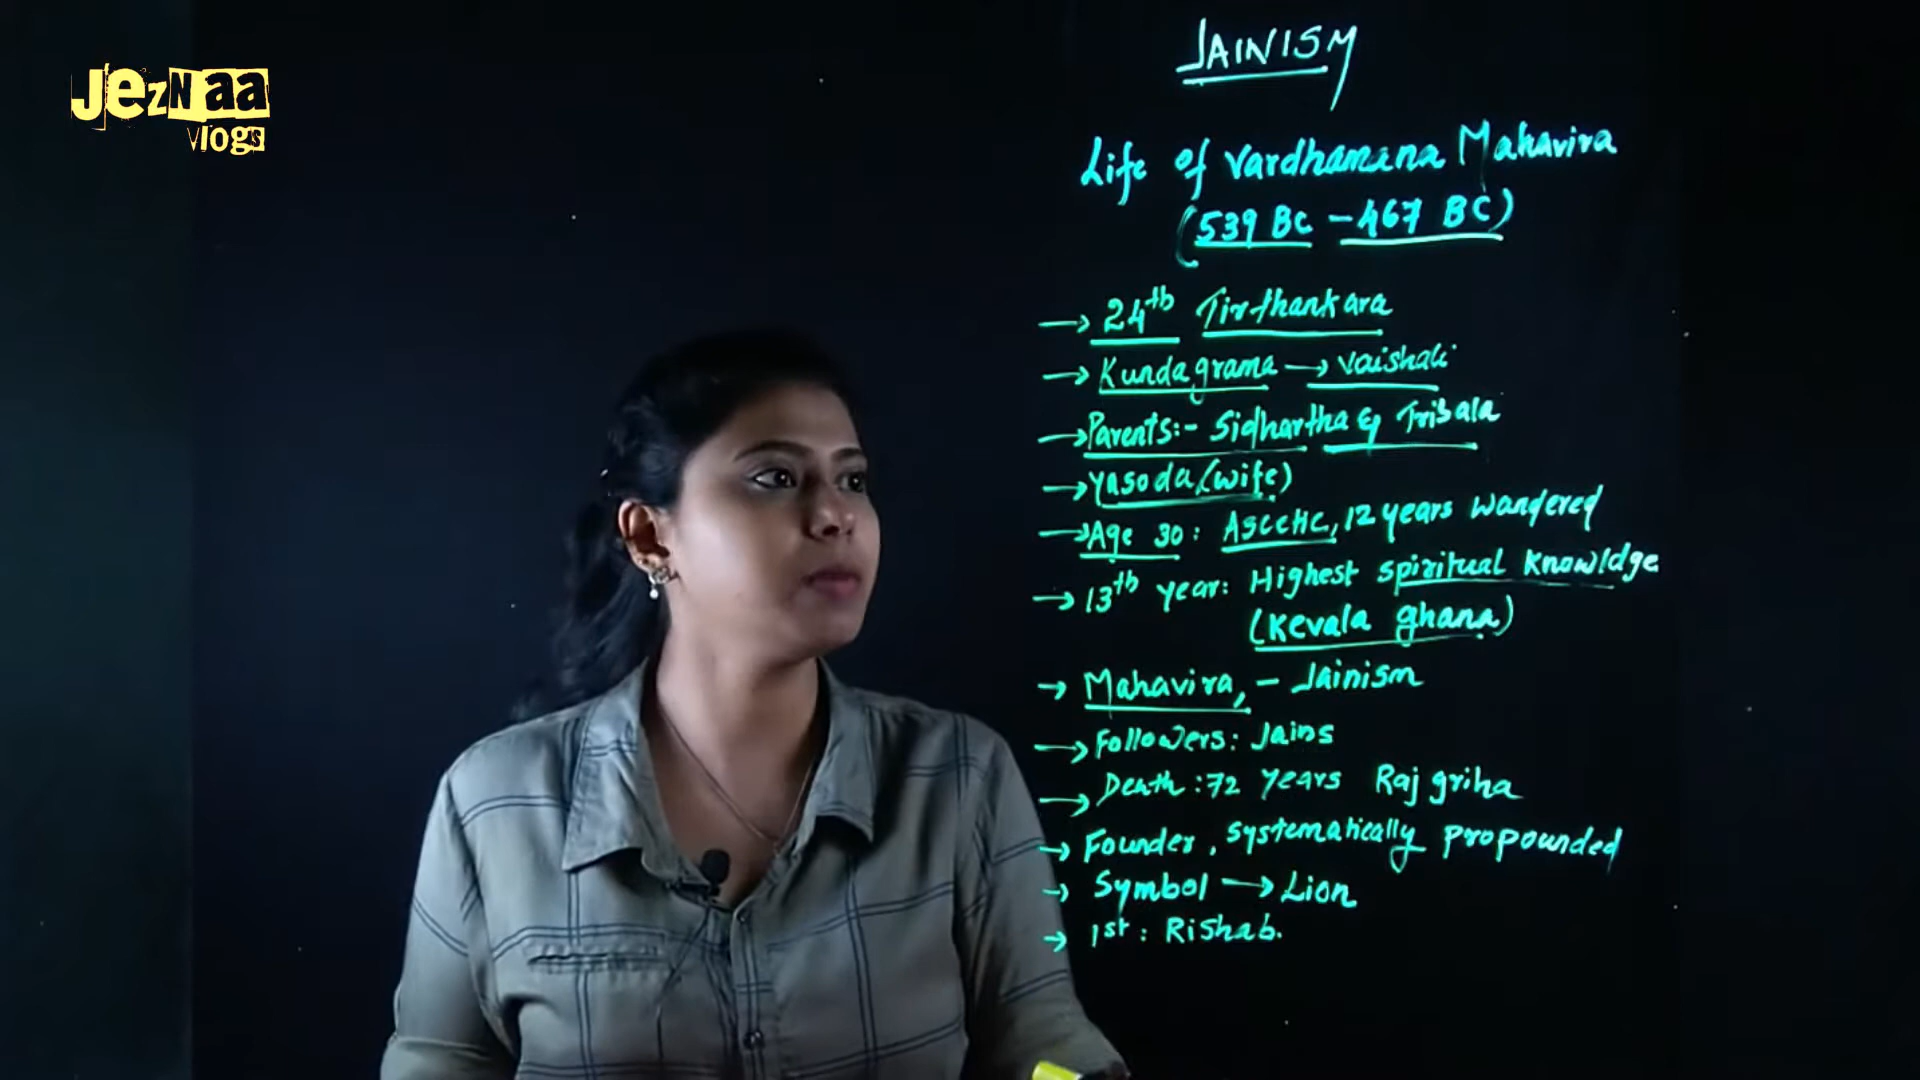 JEZNAA
vlogs
JAINISM
Life of Vardhamana Mahavira
(539 BC - 467 BC)
→ 24th Tirthankara
→ Kundagrama → Vaishali
→ Parents:- Sidhartha & Trisala
→ Yasoda (wife)
→ Age 30: Ascetic, 12 years wandered
→ 13th year: Highest spiritual knowldge
(Kevala ghana)
→ Mahavira, - Jainism
→ Followers: Jains
→ Death: 72 years Raj griha
→ Founder, systematically propounded
→ Symbol → Lion
→ 1st: Rishab.